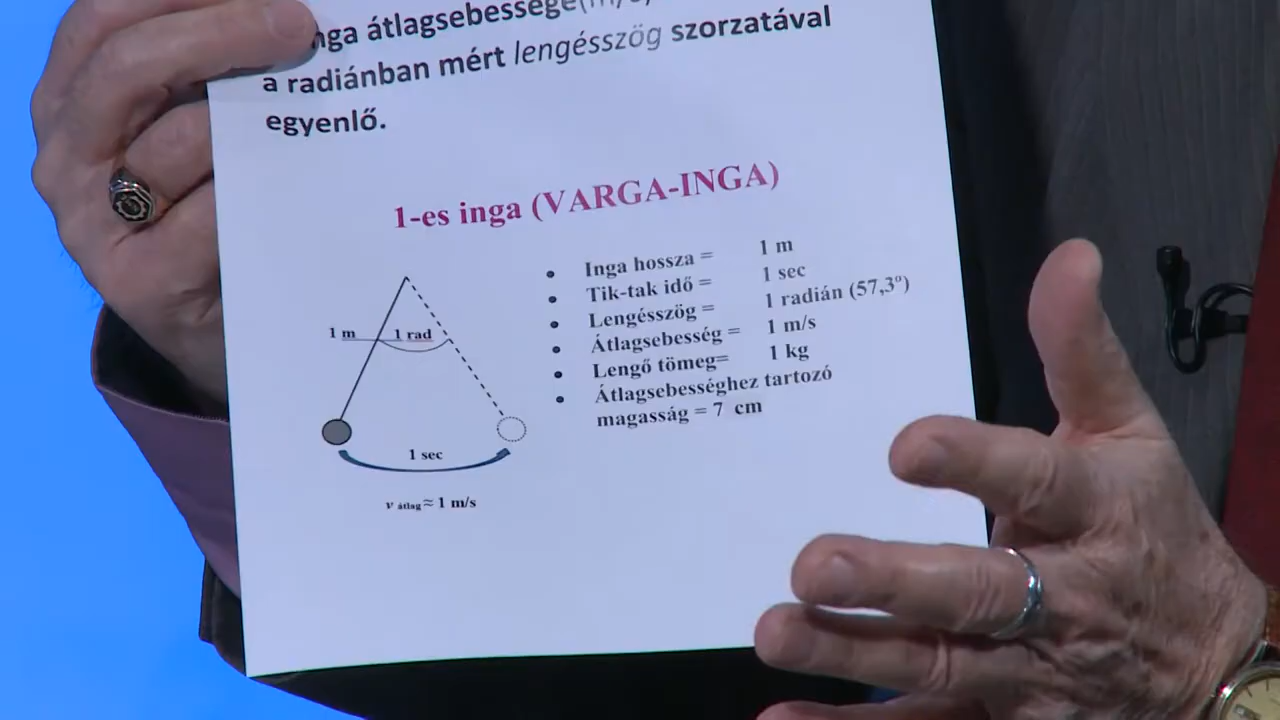 átlagsebessége
a radiánban mért lengésszög szorzatával
egyenlő.
1-es inga (VARGA-INGA)
• Inga hossza = 1 m
• Tik-tak idő = 1 sec
• Lengésszög = 1 radián (57,3º)
• Átlagsebesség = 1 m/s
• Lengő tömeg= 1 kg
• Átlagsebességhez tartozó
magasság = 7 cm
1 m
1 rad
1 sec
v átlag ≈ 1 m/s